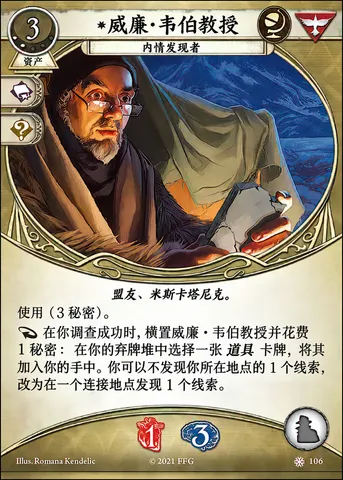 3
资产
*威廉·韦伯教授
内情发现者
盟友、米斯卡塔尼克。
使用（3秘密）。
在你调查成功时，横置威廉·韦伯教授并花费
1秘密：在你的弃牌堆中选择一张 道具 卡牌，将其
加入你的手中。你可以不发现你所在地点的1个线索，
改为在一个连接地点发现1个线索。
1
3
Illus. Romana Kendelic
© 2021 FFG
106